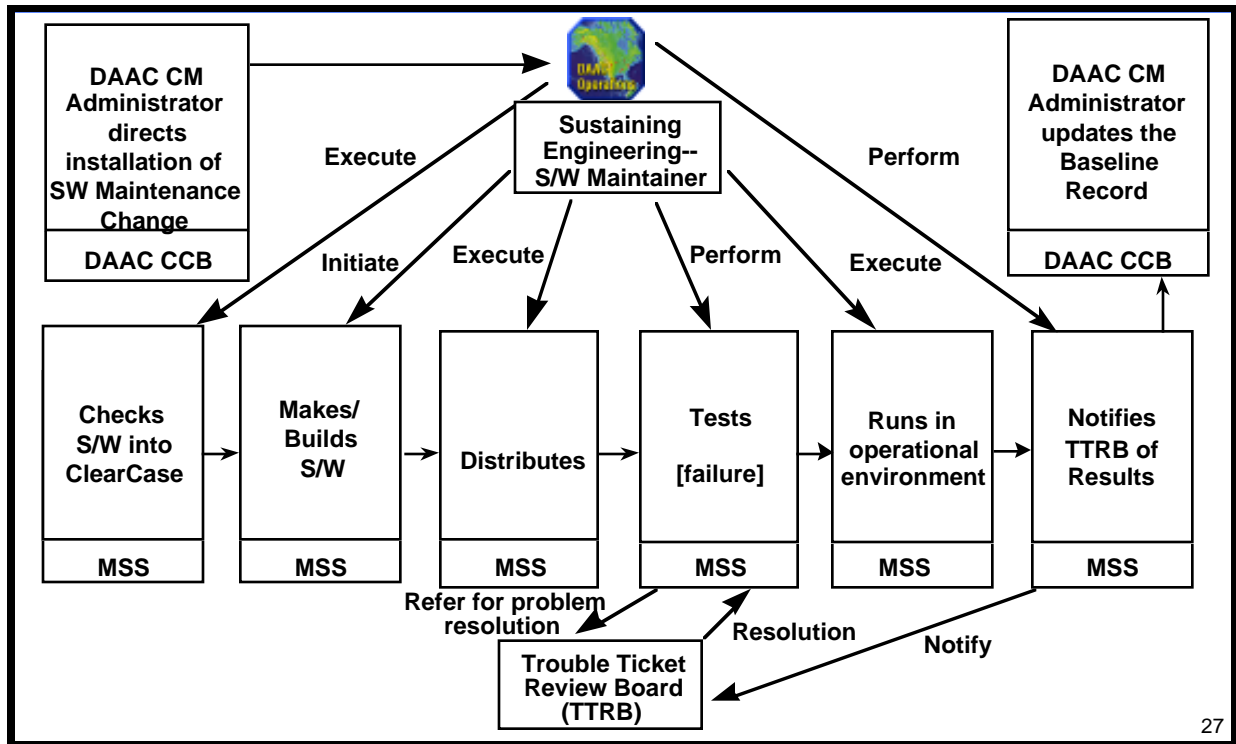 DAAC CM
Administrator
directs
installation of
SW Maintenance
Change
DAAC CCB
DAAC
Operations
Sustaining
Engineering--
S/W Maintainer
DAAC CM
Administrator
updates the
Baseline
Record
DAAC CCB
Execute
Initiate
Execute
Perform
Execute
Perform
Checks
S/W into
ClearCase
MSS
Makes/
Builds
S/W
MSS
Distributes
MSS
Tests
[failure]
MSS
Runs in
operational
environment
MSS
Notifies
TTRB of
Results
MSS
Refer for problem
resolution
Resolution
Notify
Trouble Ticket
Review Board
(TTRB)
27